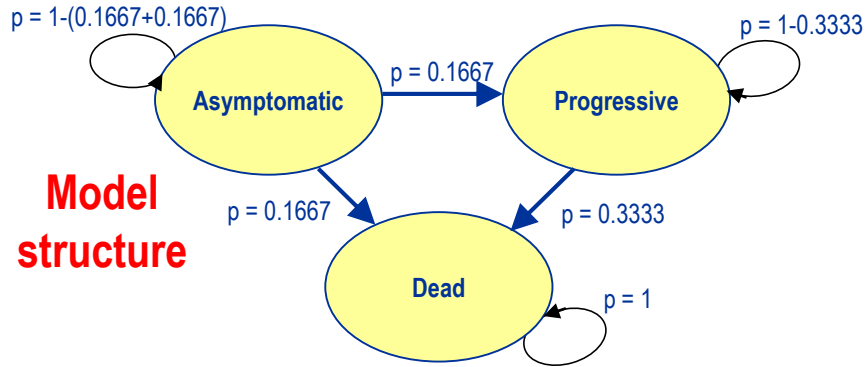 p = 1-(0.1667+0.1667)
p = 1-0.3333
p = 0.1667
Asymptomatic
Progressive
Model
structure
p = 0.1667
p = 0.3333
Dead
p = 1